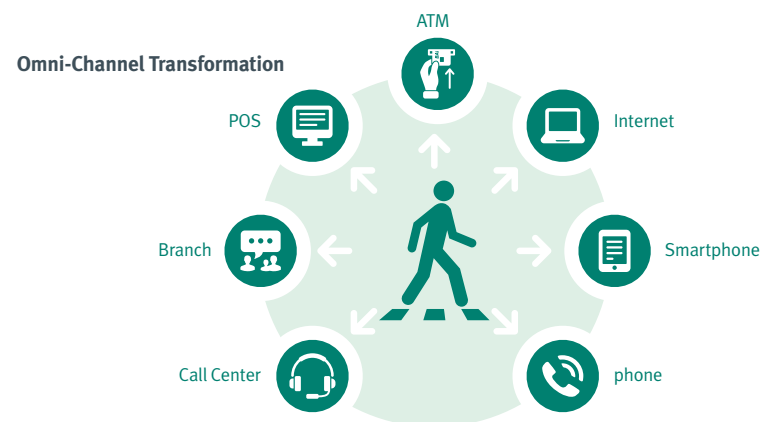 ATM
Omni-Channel Transformation
POS
Internet
Branch
Smartphone
Call Center
phone